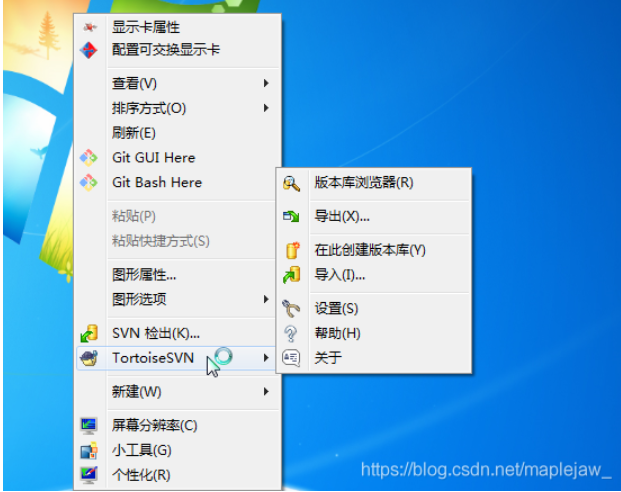 显示卡属性
配置可交换显示卡
查看(V)
排序方式(O)
刷新(E)
Git GUI Here
Git Bash Here
粘贴(P)
粘贴快捷方式(S)
图形属性...
图形选项
SVN 检出(K)...
TortoiseSVN
新建(W)
屏幕分辨率(C)
小工具(G)
个性化(R)
版本库浏览器(R)
导出(X)...
在此创建版本库(Y)
导入(I)...
设置(S)
帮助(H)
关于
https://blog.csdn.net/maplejaw_